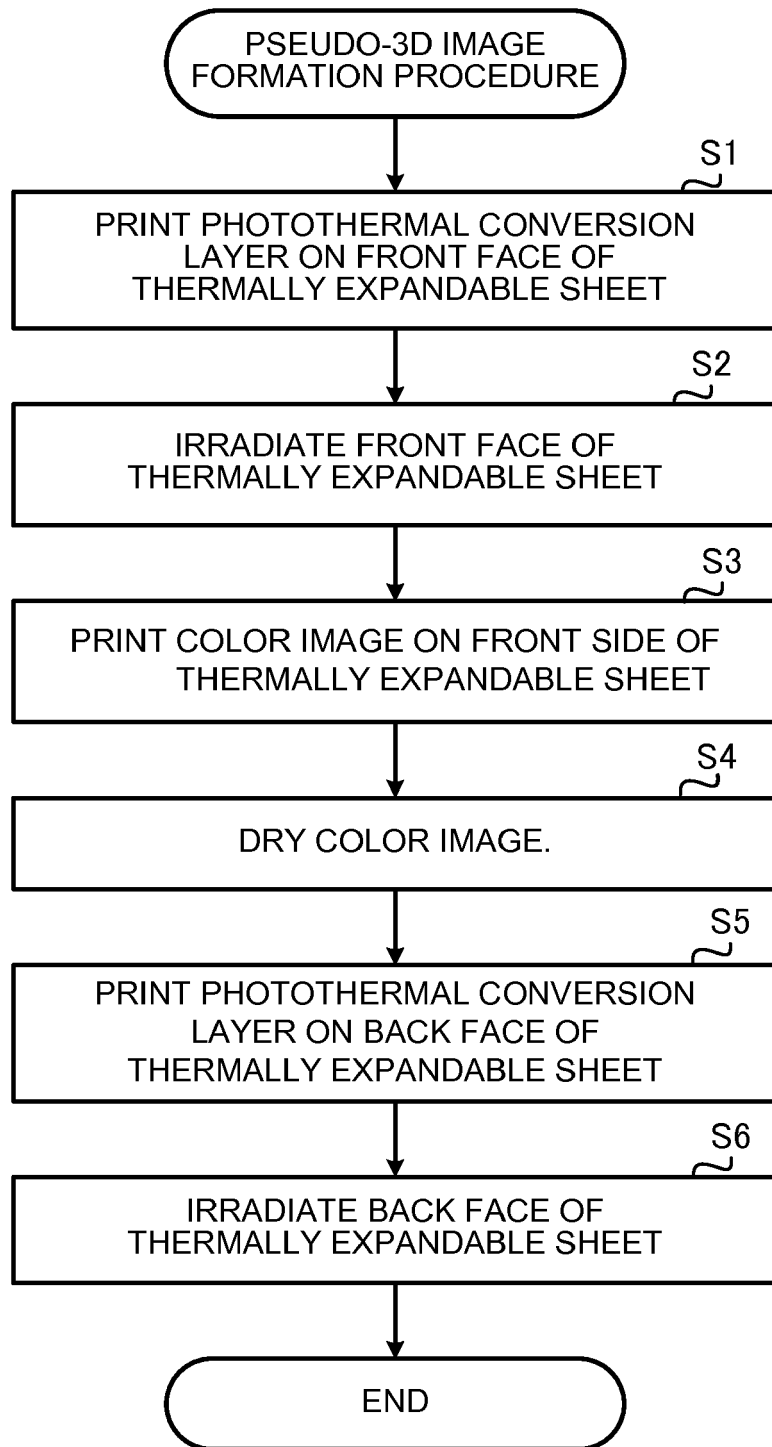 PSEUDO-3D IMAGE
FORMATION PROCEDURE
S1
PRINT PHOTOTHERMAL CONVERSION
LAYER ON FRONT FACE OF
THERMALLY EXPANDABLE SHEET
S2
IRRADIATE FRONT FACE OF
THERMALLY EXPANDABLE SHEET
S3
PRINT COLOR IMAGE ON FRONT SIDE OF
THERMALLY EXPANDABLE SHEET
S4
DRY COLOR IMAGE.
S5
PRINT PHOTOTHERMAL CONVERSION
LAYER ON BACK FACE OF
THERMALLY EXPANDABLE SHEET
S6
IRRADIATE BACK FACE OF
THERMALLY EXPANDABLE SHEET
END